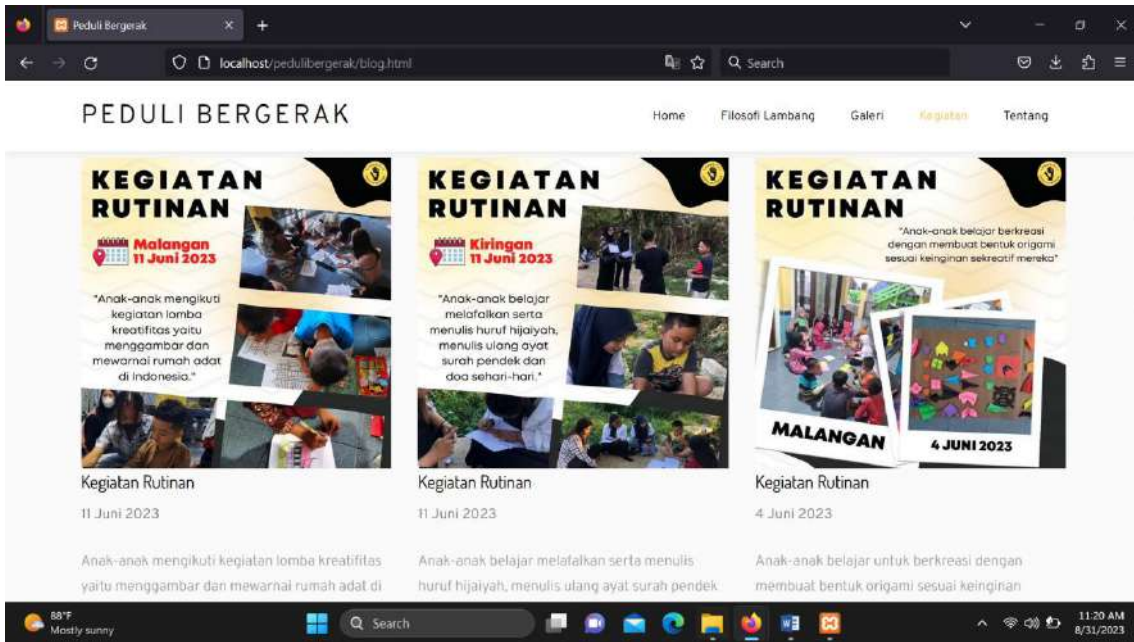 Peduli Bergerak
localhost/pedulibergerak/blog.html
Search
PEDULI BERGERAK
Home
Filosofi Lambang
Galeri
Kegiatan
Tentang
KEGIATAN
RUTINAN
Malangan
11 Juni 2023
"Anak-anak mengikuti
kegiatan lomba
kreatifitas yaitu
menggambar dan
mewarnai rumah adat
di Indonesia."
Kegiatan Rutinan
11 Juni 2023
Anak-anak mengikuti kegiatan lomba kreatifitas
yaitu menggambar dan mewarnai rumah adat di
KEGIATAN
RUTINAN
Kiringan
11 Juni 2023
"Anak-anak belajar
melafalkan serta
menulis huruf hijaiyah,
menulis ulang ayat
surah pendek dan
doa sehari-hari."
Kegiatan Rutinan
11 Juni 2023
Anak-anak belajar melafalkan serta menulis
huruf hijaiyah, menulis ulang ayat surah pendek
KEGIATAN
RUTINAN
"Anak-anak belajar berkreasi
dengan membuat bentuk origami
sesuai keinginan sekreatif mereka"
MALANGAN
4 JUNI 2023
Kegiatan Rutinan
4 Juni 2023
Anak-anak belajar untuk berkreasi dengan
membuat bentuk origami sesuai keinginan
88°F
Mostly sunny
Search
11:20 AM
8/31/2023